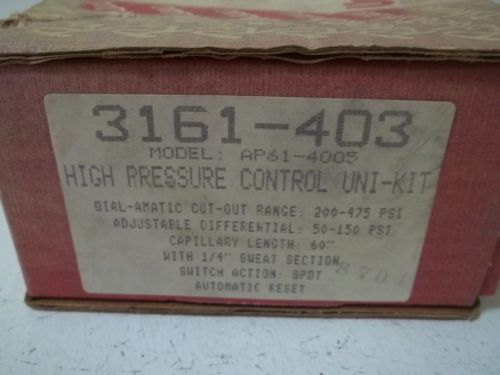 3161-403
MODEL: AP61-4005
HIGH PRESSURE CONTROL UNI-KIT
DIAL-AMATIC CUT-OUT RANGE: 200-475 PSI
ADJUSTABLE DIFFERENTIAL: 50-150 PSI
CAPILLARY LENGTH: 60"
WITH 1/4" SWEAT SECTION
SWITCH ACTION: SPDT
AUTOMATIC RESET